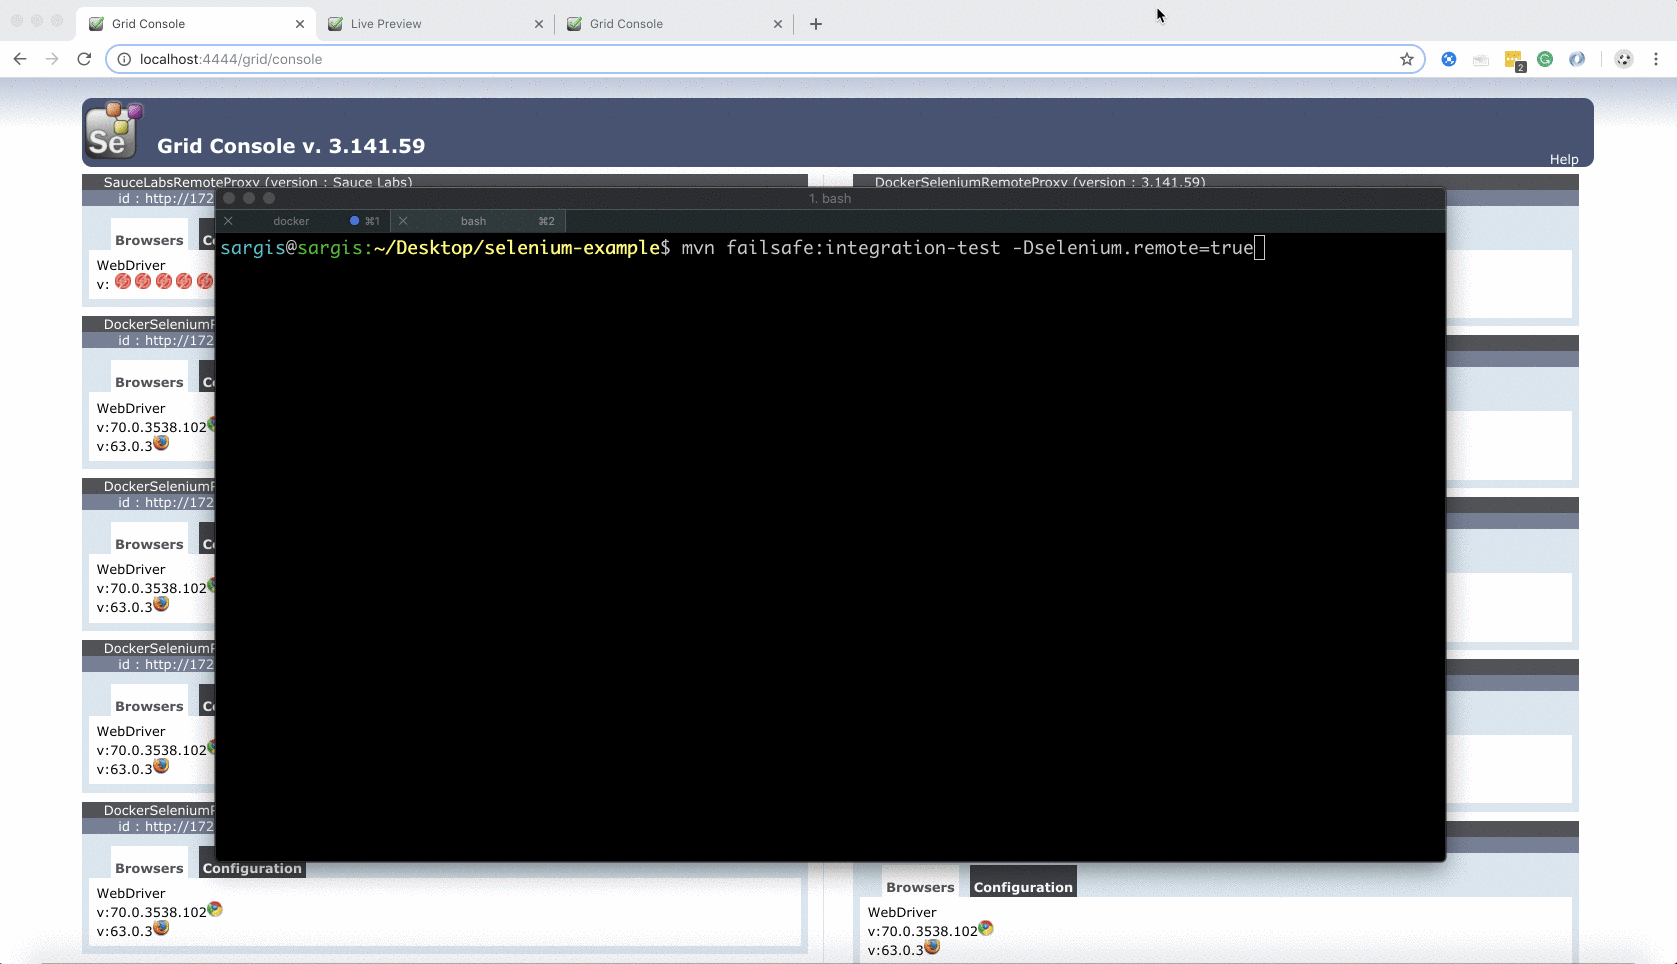 Grid Console
Live Preview
Grid Console
localhost:4444/grid/console
2
Se
Grid Console v. 3.141.59
Help
SauceLabsRemoteProxy (version : Sauce Labs)
id : http://172
Browsers
WebDriver
v:
DockerSeleniumRemoteProxy (version : 3.141.59)
1. bash
docker ⌘1
bash ⌘2
sargis@sargis:~/Desktop/selenium-example$ mvn failsafe:integration-test -Dselenium.remote=true
id : http://172
Browsers
WebDriver
v:70.0.3538.102
v:63.0.3
id : http://172
Browsers
WebDriver
v:70.0.3538.102
v:63.0.3
id : http://172
Browsers
WebDriver
v:70.0.3538.102
v:63.0.3
id : http://172
Browsers Configuration
WebDriver
v:70.0.3538.102
v:63.0.3
Browsers Configuration
WebDriver
v:70.0.3538.102
v:63.0.3